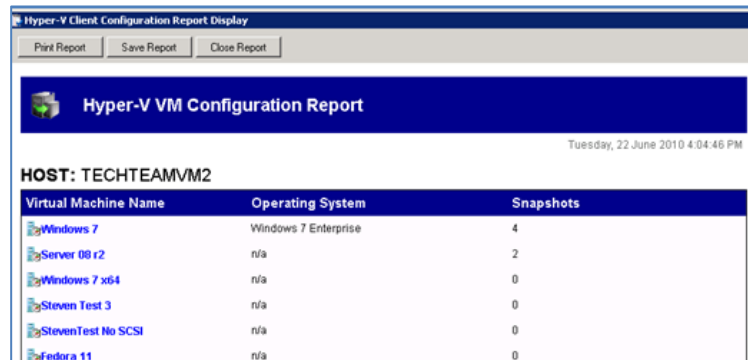 Hyper-V Client Configuration Report Display
Print Report Save Report Close Report
Hyper-V VM Configuration Report
Tuesday, 22 June 2010 4:04:46 PM
HOST: TECHTEAMVM2
Virtual Machine Name Operating System Snapshots
Windows 7 Windows 7 Enterprise 4
Server 08 r2 n/a 2
Windows 7 x64 n/a 0
Steven Test 3 n/a 0
StevenTest No SCSI n/a 0
Fedora 11 n/a 0